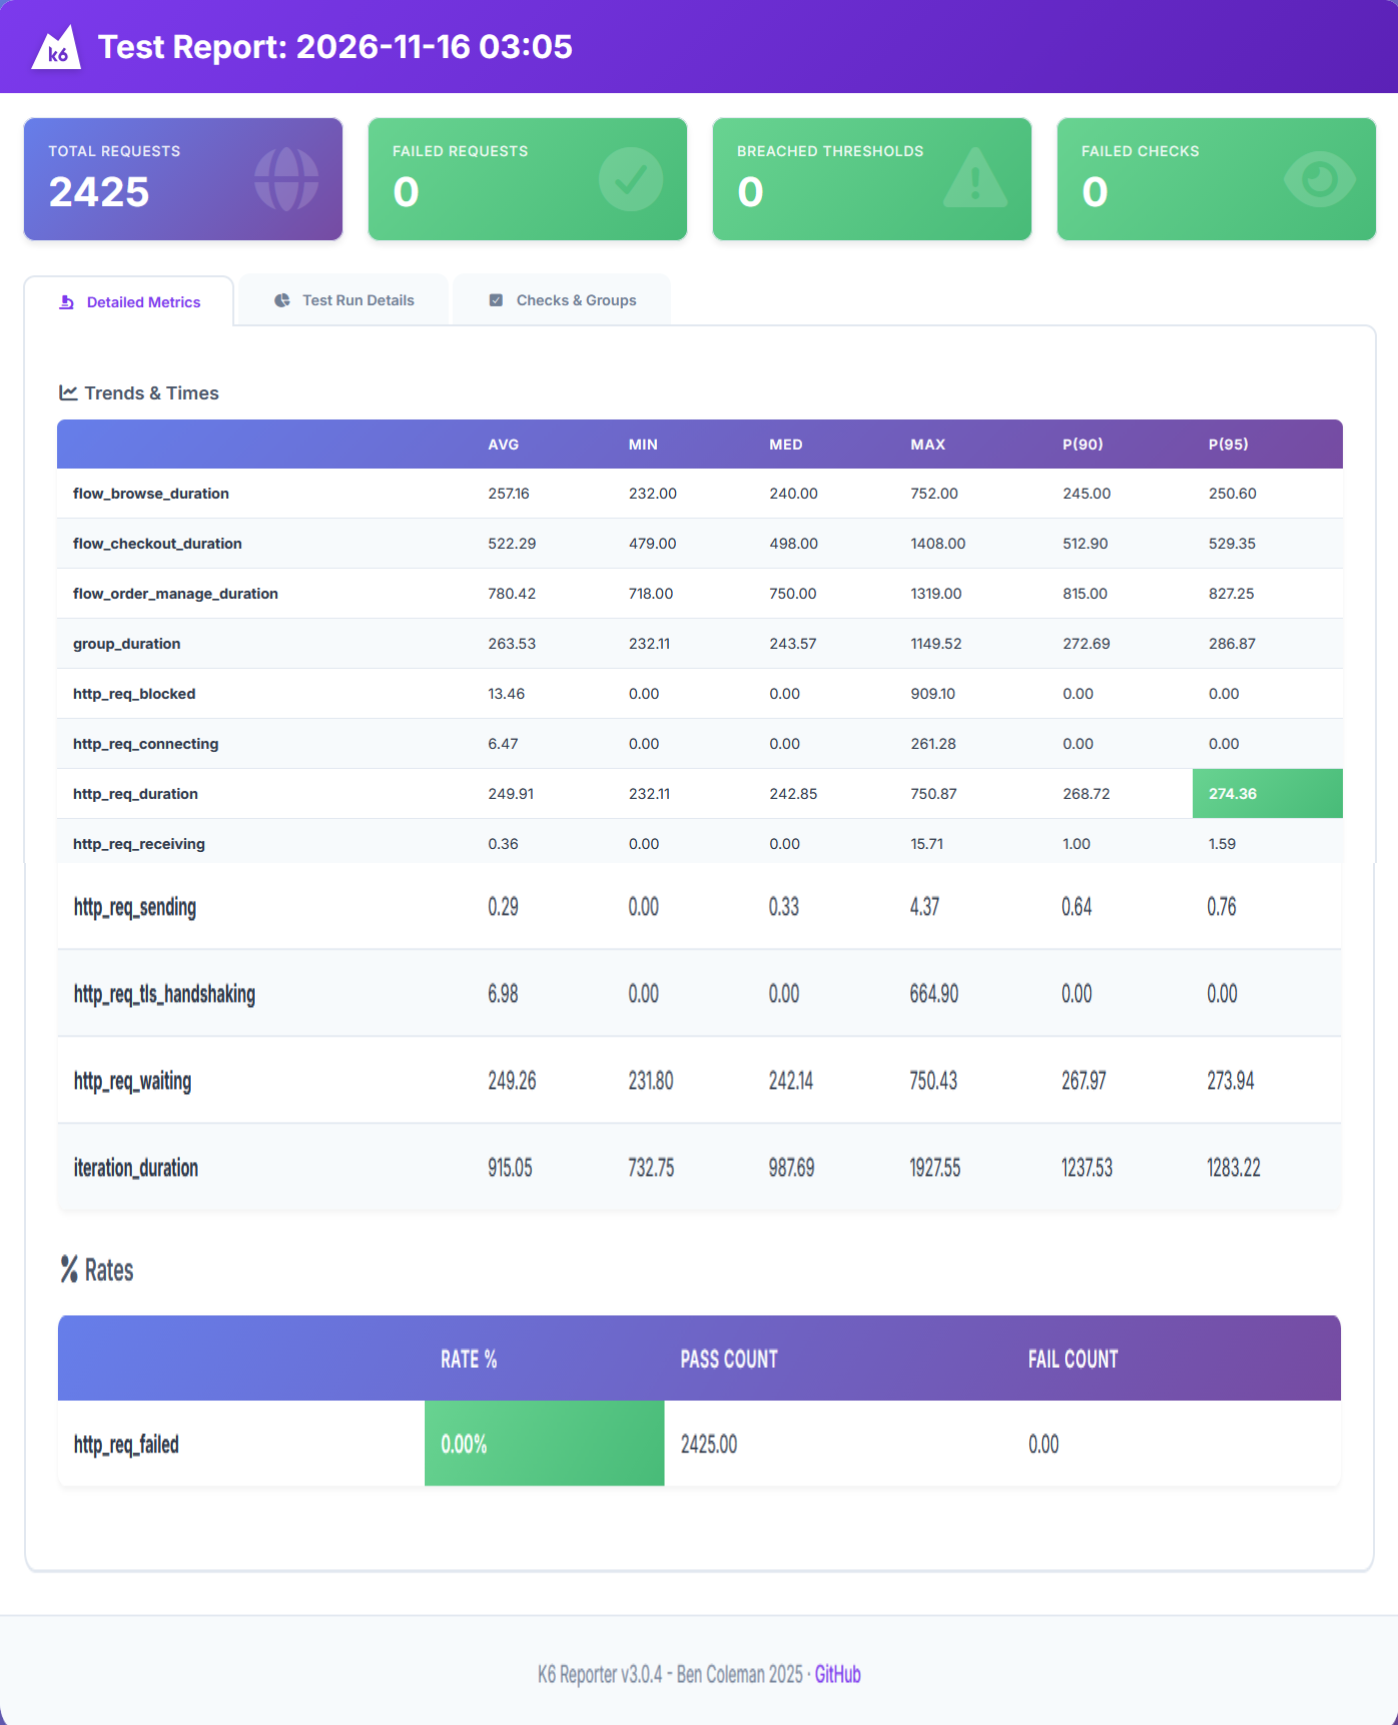 k6 Test Report: 2026-11-16 03:05
TOTAL REQUESTS
2425
FAILED REQUESTS
0
BREACHED THRESHOLDS
0
FAILED CHECKS
0
Detailed Metrics
Test Run Details
Checks & Groups
Trends & Times
AVG MIN MED MAX P(90) P(95)
flow_browse_duration 257.16 232.00 240.00 752.00 245.00 250.60
flow_checkout_duration 522.29 479.00 498.00 1408.00 512.90 529.35
flow_order_manage_duration 780.42 718.00 750.00 1319.00 815.00 827.25
group_duration 263.53 232.11 243.57 1149.52 272.69 286.87
http_req_blocked 13.46 0.00 0.00 909.10 0.00 0.00
http_req_connecting 6.47 0.00 0.00 261.28 0.00 0.00
http_req_duration 249.91 232.11 242.85 750.87 268.72 274.36
http_req_receiving 0.36 0.00 0.00 15.71 1.00 1.59
http_req_sending 0.29 0.00 0.33 4.37 0.64 0.76
http_req_tls_handshaking 6.98 0.00 0.00 664.90 0.00 0.00
http_req_waiting 249.26 231.80 242.14 750.43 267.97 273.94
iteration_duration 915.05 732.75 987.69 1927.55 1237.53 1283.22
% Rates
RATE % PASS COUNT FAIL COUNT
http_req_failed 0.00% 2425.00 0.00
K6 Reporter v3.0.4 - Ben Coleman 2025 · GitHub